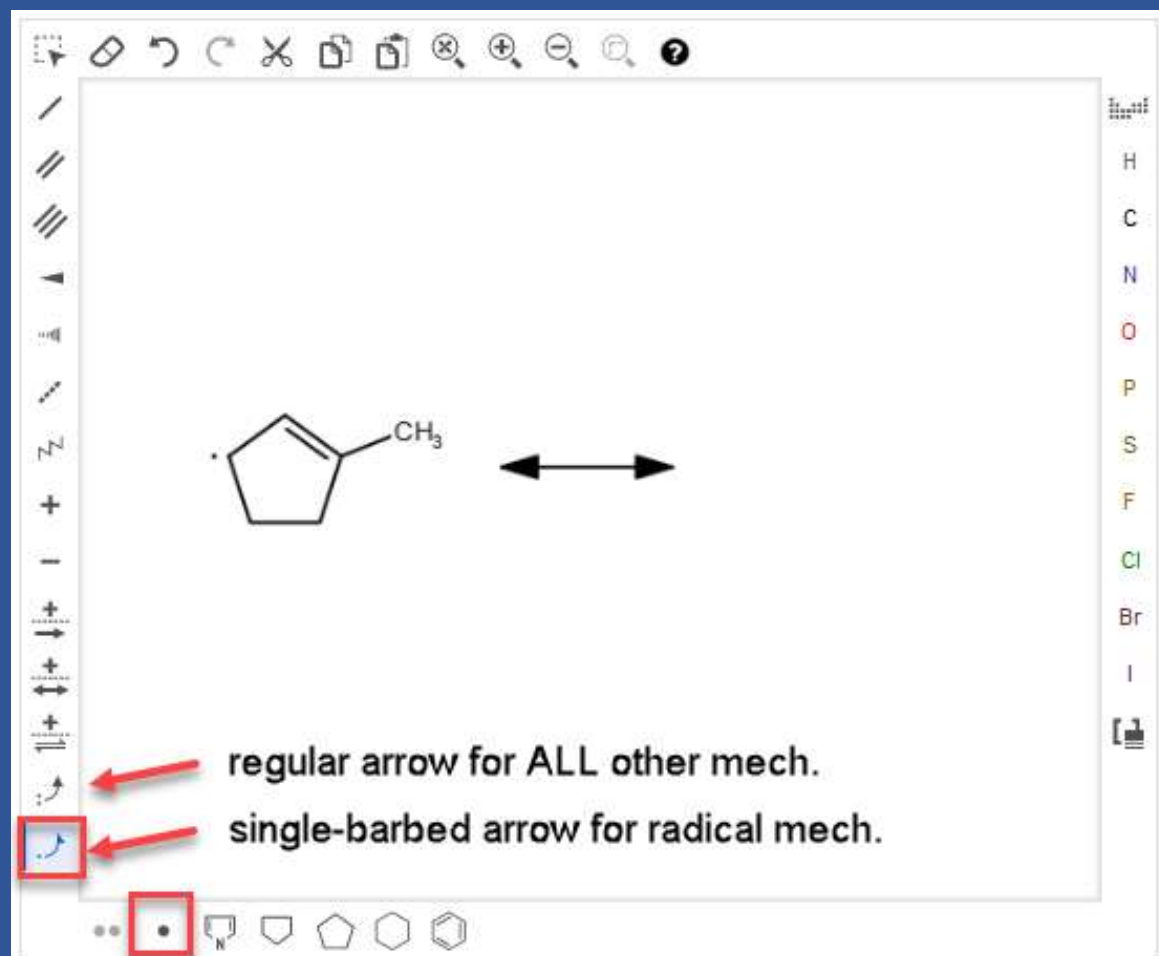 H
C
N
O
P
S
F
Cl
Br
I
CH3
regular arrow for ALL other mech.
single-barbed arrow for radical mech.
N